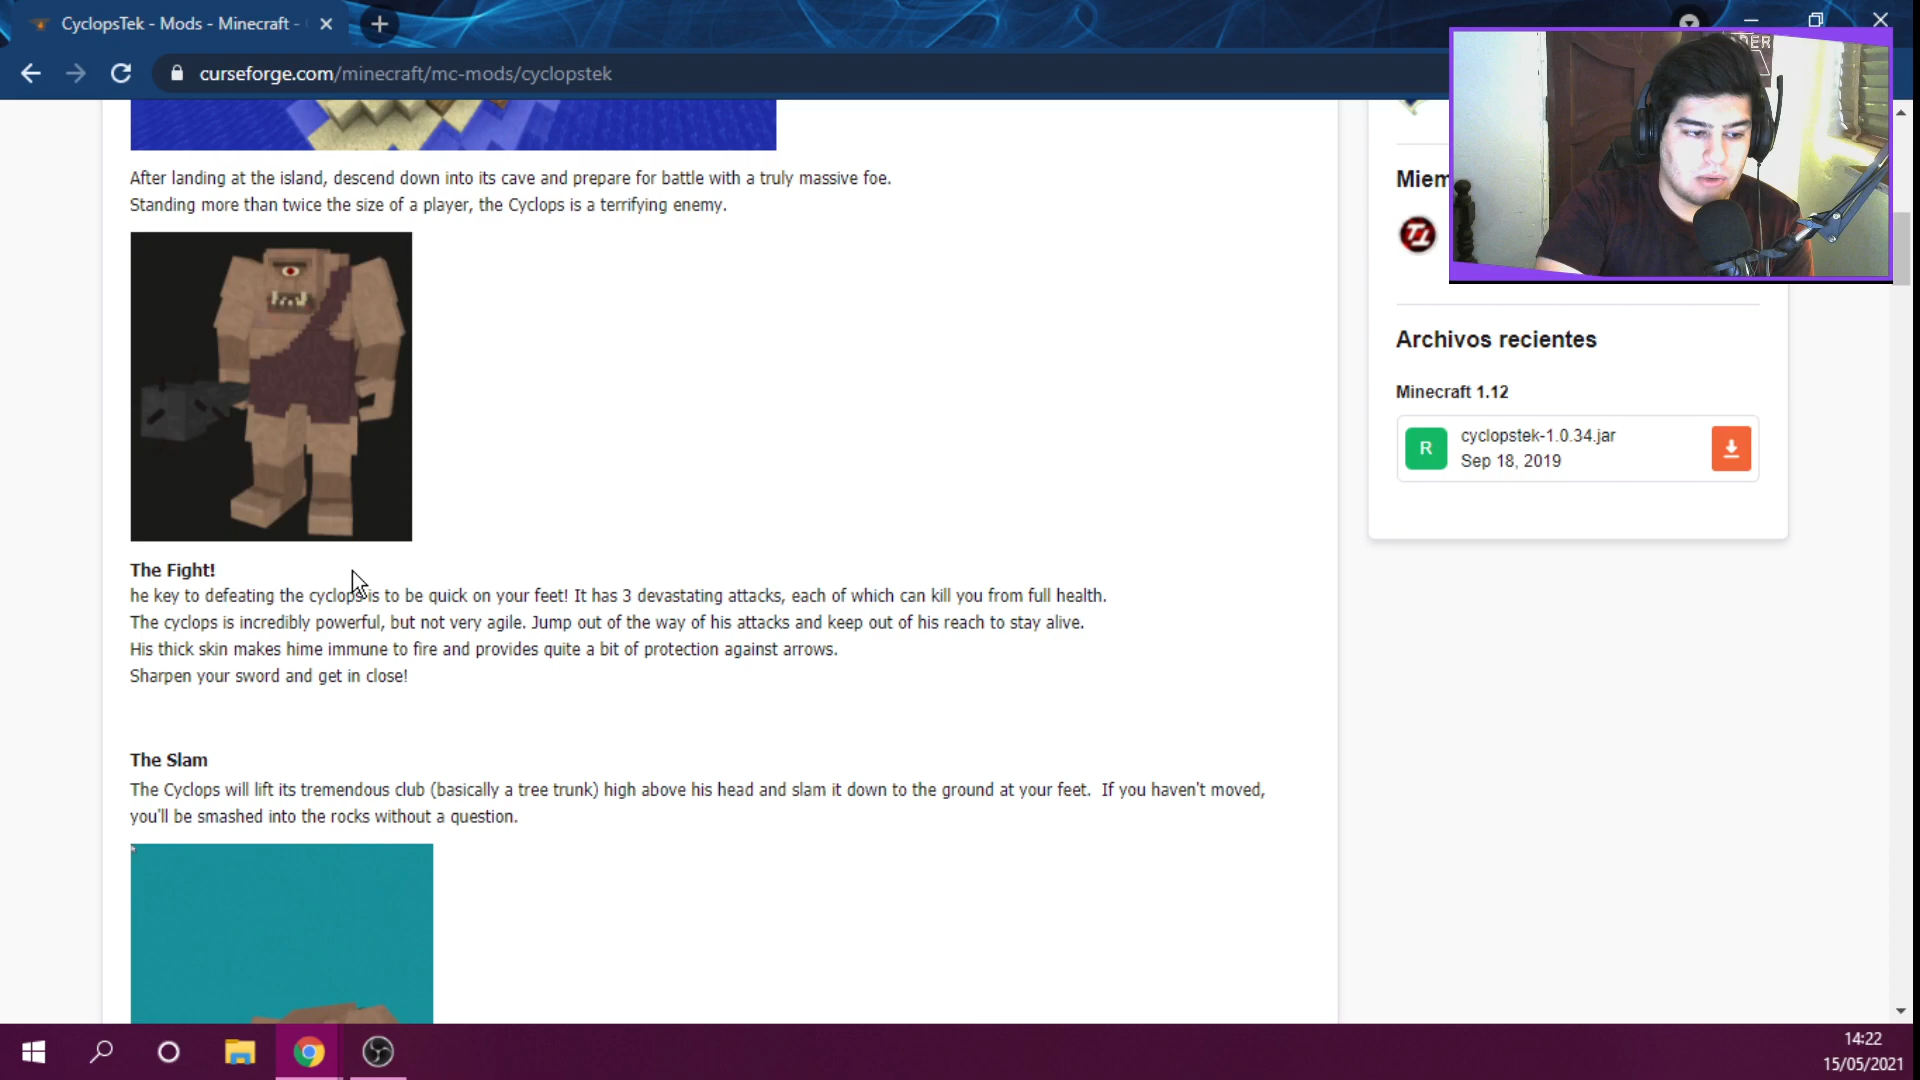 CyclopsTek - Mods - Minecraft -
curseforge.com/minecraft/mc-mods/cyclopstek
After landing at the island, descend down into its cave and prepare for battle with a truly massive foe.
Standing more than twice the size of a player, the Cyclops is a terrifying enemy.
The Fight!
he key to defeating the cyclops is to be quick on your feet! It has 3 devastating attacks, each of which can kill you from full health.
The cyclops is incredibly powerful, but not very agile. Jump out of the way of his attacks and keep out of his reach to stay alive.
His thick skin makes hime immune to fire and provides quite a bit of protection against arrows.
Sharpen your sword and get in close!
The Slam
The Cyclops will lift its tremendous club (basically a tree trunk) high above his head and slam it down to the ground at your feet.  If you haven't moved,
you'll be smashed into the rocks without a question.
Miem
Archivos recientes
Minecraft 1.12
R
cyclopstek-1.0.34.jar
Sep 18, 2019
14:22
15/05/2021